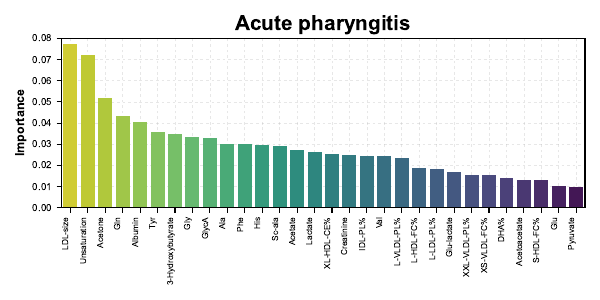 Acute pharyngitis
Importance
0.08
0.07
0.06
0.05
0.04
0.03
0.02
0.01
0.00
LDL-size
Unsaturation
Acetone
Gln
Albumin
Tyr
3-Hydroxybutyrate
Gly
GlycA
Ala
Phe
His
Sc-ala
Acetate
Lactate
XL-HDL-CE%
Creatinine
IDL-PL%
Val
L-VLDL-PL%
L-HDL-FC%
L-LDL-PL%
Glu-lactate
XXL-VLDL-PL%
XS-VLDL-FC%
DHA%
Acetoacetate
S-HDL-FC%
Glu
Pyruvate